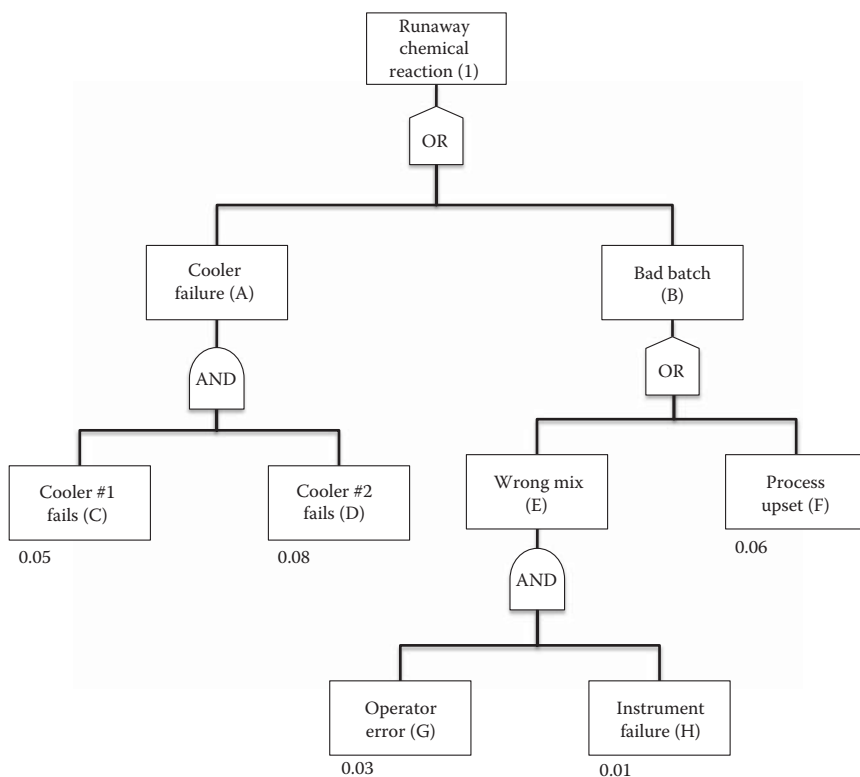 Runaway
chemical
reaction (1)
OR
Cooler
failure (A)
Bad batch
(B)
AND
OR
Cooler #1
fails (C)
Cooler #2
fails (D)
Wrong mix
(E)
Process
upset (F)
0.05
0.08
0.06
AND
Operator
error (G)
Instrument
failure (H)
0.03
0.01